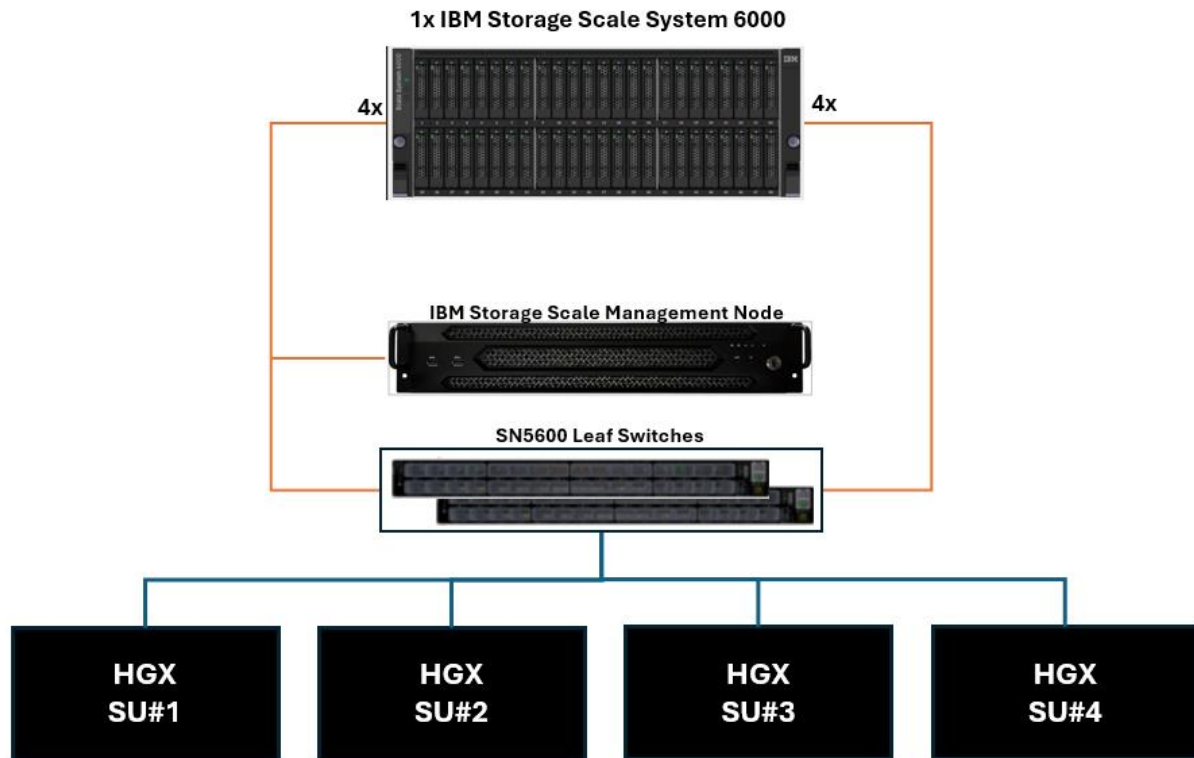 1x IBM Storage Scale System 6000
4x
4x
IBM Storage Scale Management Node
SN5600 Leaf Switches
HGX
SU#1
HGX
SU#2
HGX
SU#3
HGX
SU#4